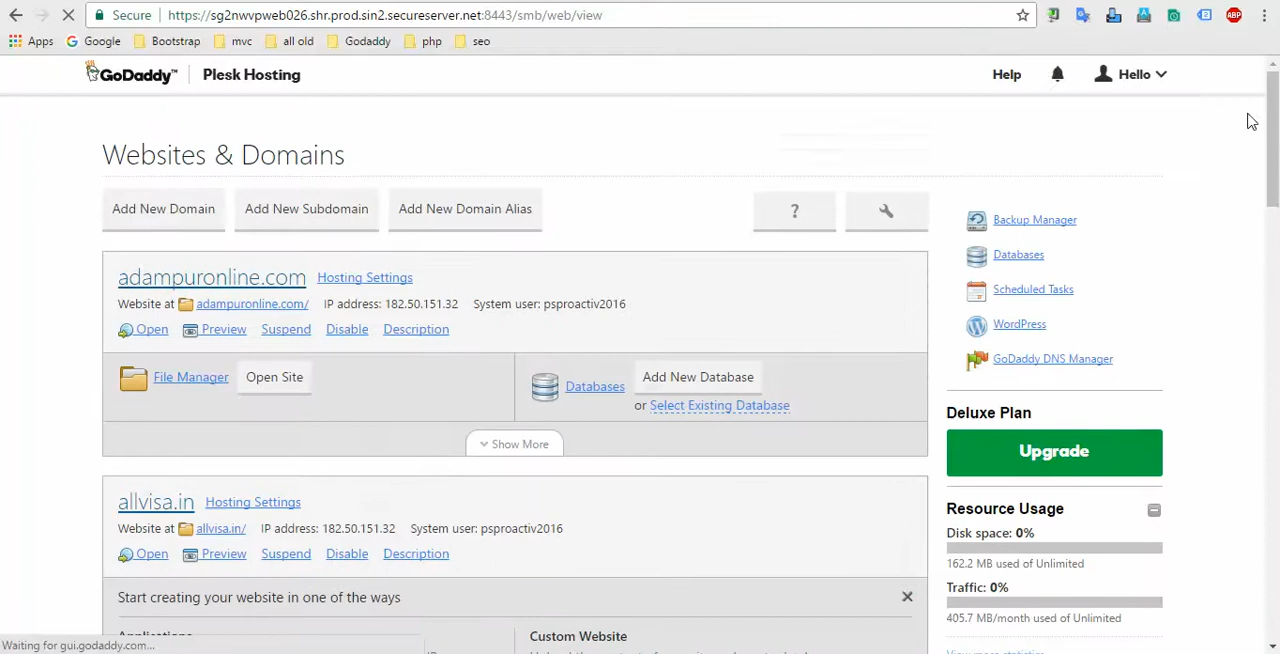 Secure https://sg2nwvpweb026.shr.prod.sin2.secureserver.net:8443/smb/web/view
ABP
Apps Google Bootstrap mvc all old Godaddy php seo
GoDaddy™ Plesk Hosting Help Hello
Websites & Domains
Add New Domain Add New Subdomain Add New Domain Alias ?
Backup Manager
Databases
Scheduled Tasks
WordPress
GoDaddy DNS Manager
adampuronline.com Hosting Settings
Website at adampuronline.com/ IP address: 182.50.151.32 System user: psproactiv2016
Open Preview Suspend Disable Description
File Manager Open Site Databases Add New Database
or Select Existing Database
Show More
Deluxe Plan
Upgrade
allvisa.in Hosting Settings
Website at allvisa.in/ IP address: 182.50.151.32 System user: psproactiv2016
Open Preview Suspend Disable Description
Resource Usage
Disk space: 0%
162.2 MB used of Unlimited
Traffic: 0%
405.7 MB/month used of Unlimited
View more statistics
Start creating your website in one of the ways
Applications Custom Website
Waiting for gui.godaddy.com...